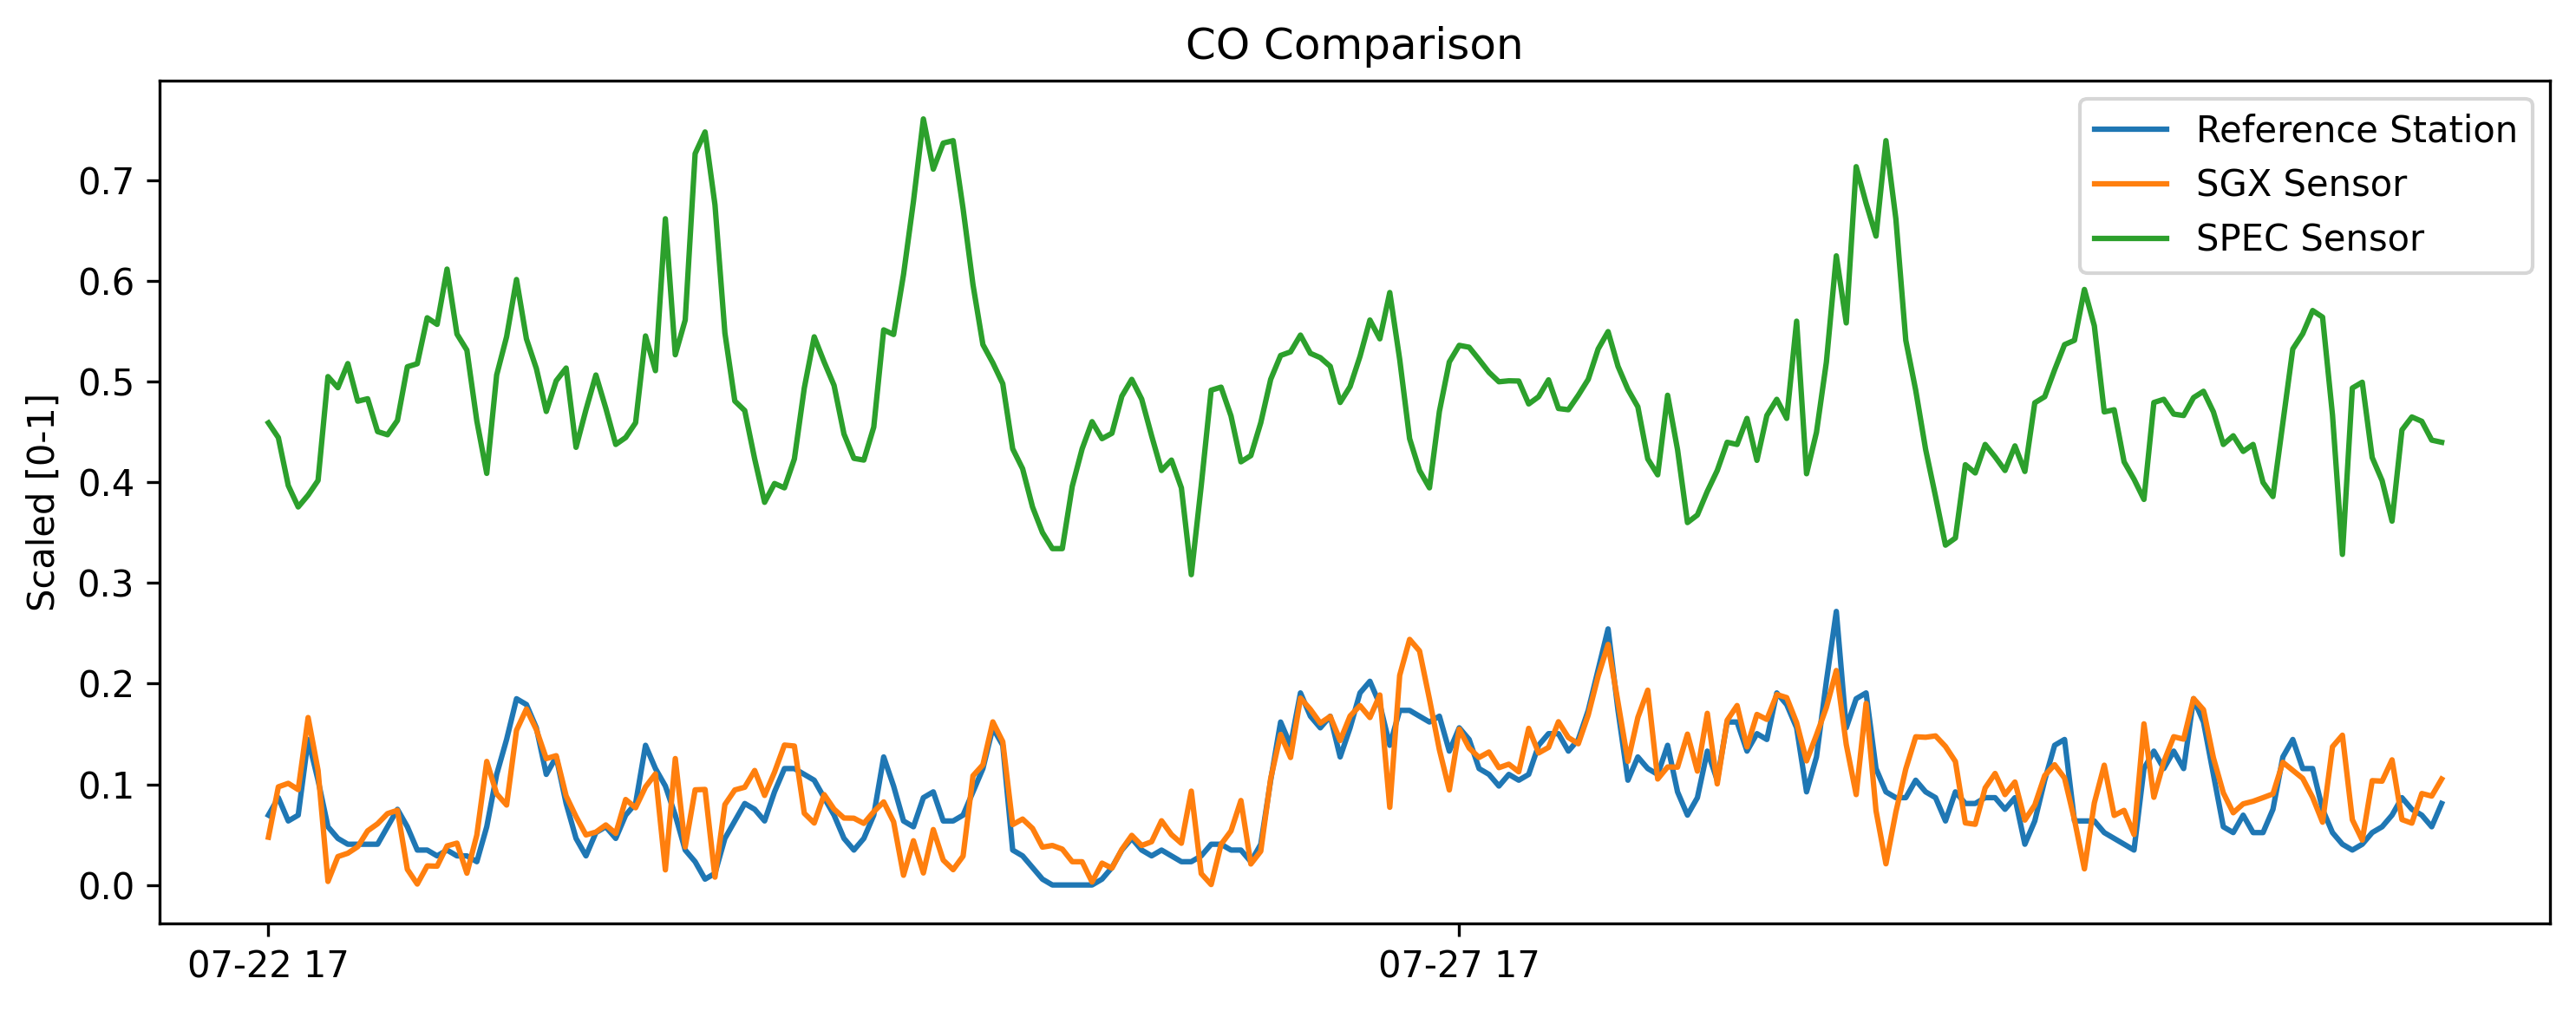 CO Comparison
Reference Station
SGX Sensor
SPEC Sensor
Scaled [0-1]
0.7
0.6
0.5
0.4
0.3
0.2
0.1
0.0
07-22 17
07-27 17